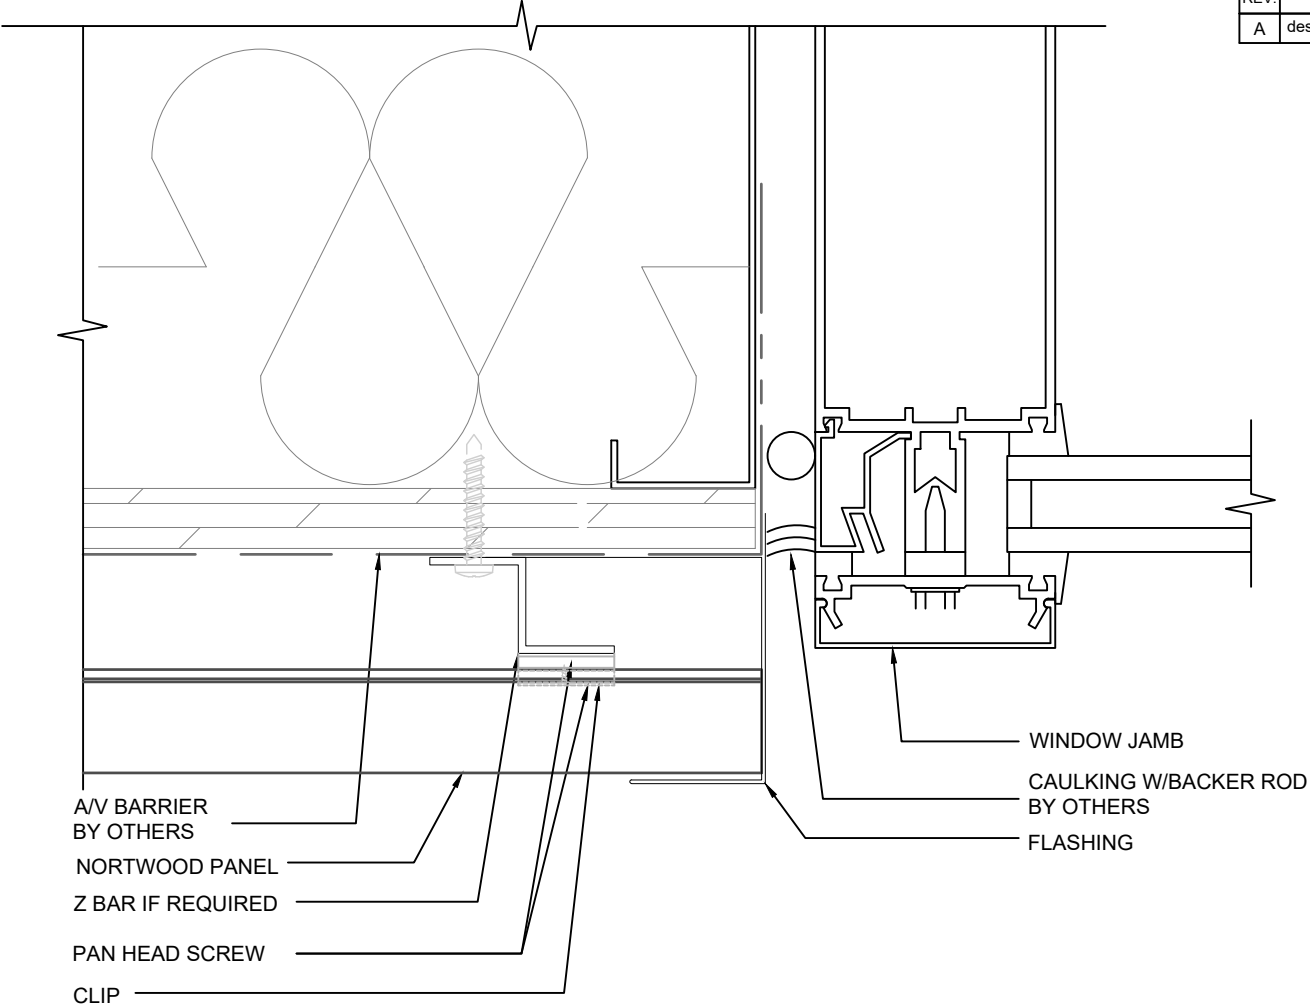 A des
A/V BARRIER
BY OTHERS
NORTWOOD PANEL
Z BAR IF REQUIRED
PAN HEAD SCREW
CLIP
WINDOW JAMB
CAULKING W/BACKER ROD
BY OTHERS
FLASHING